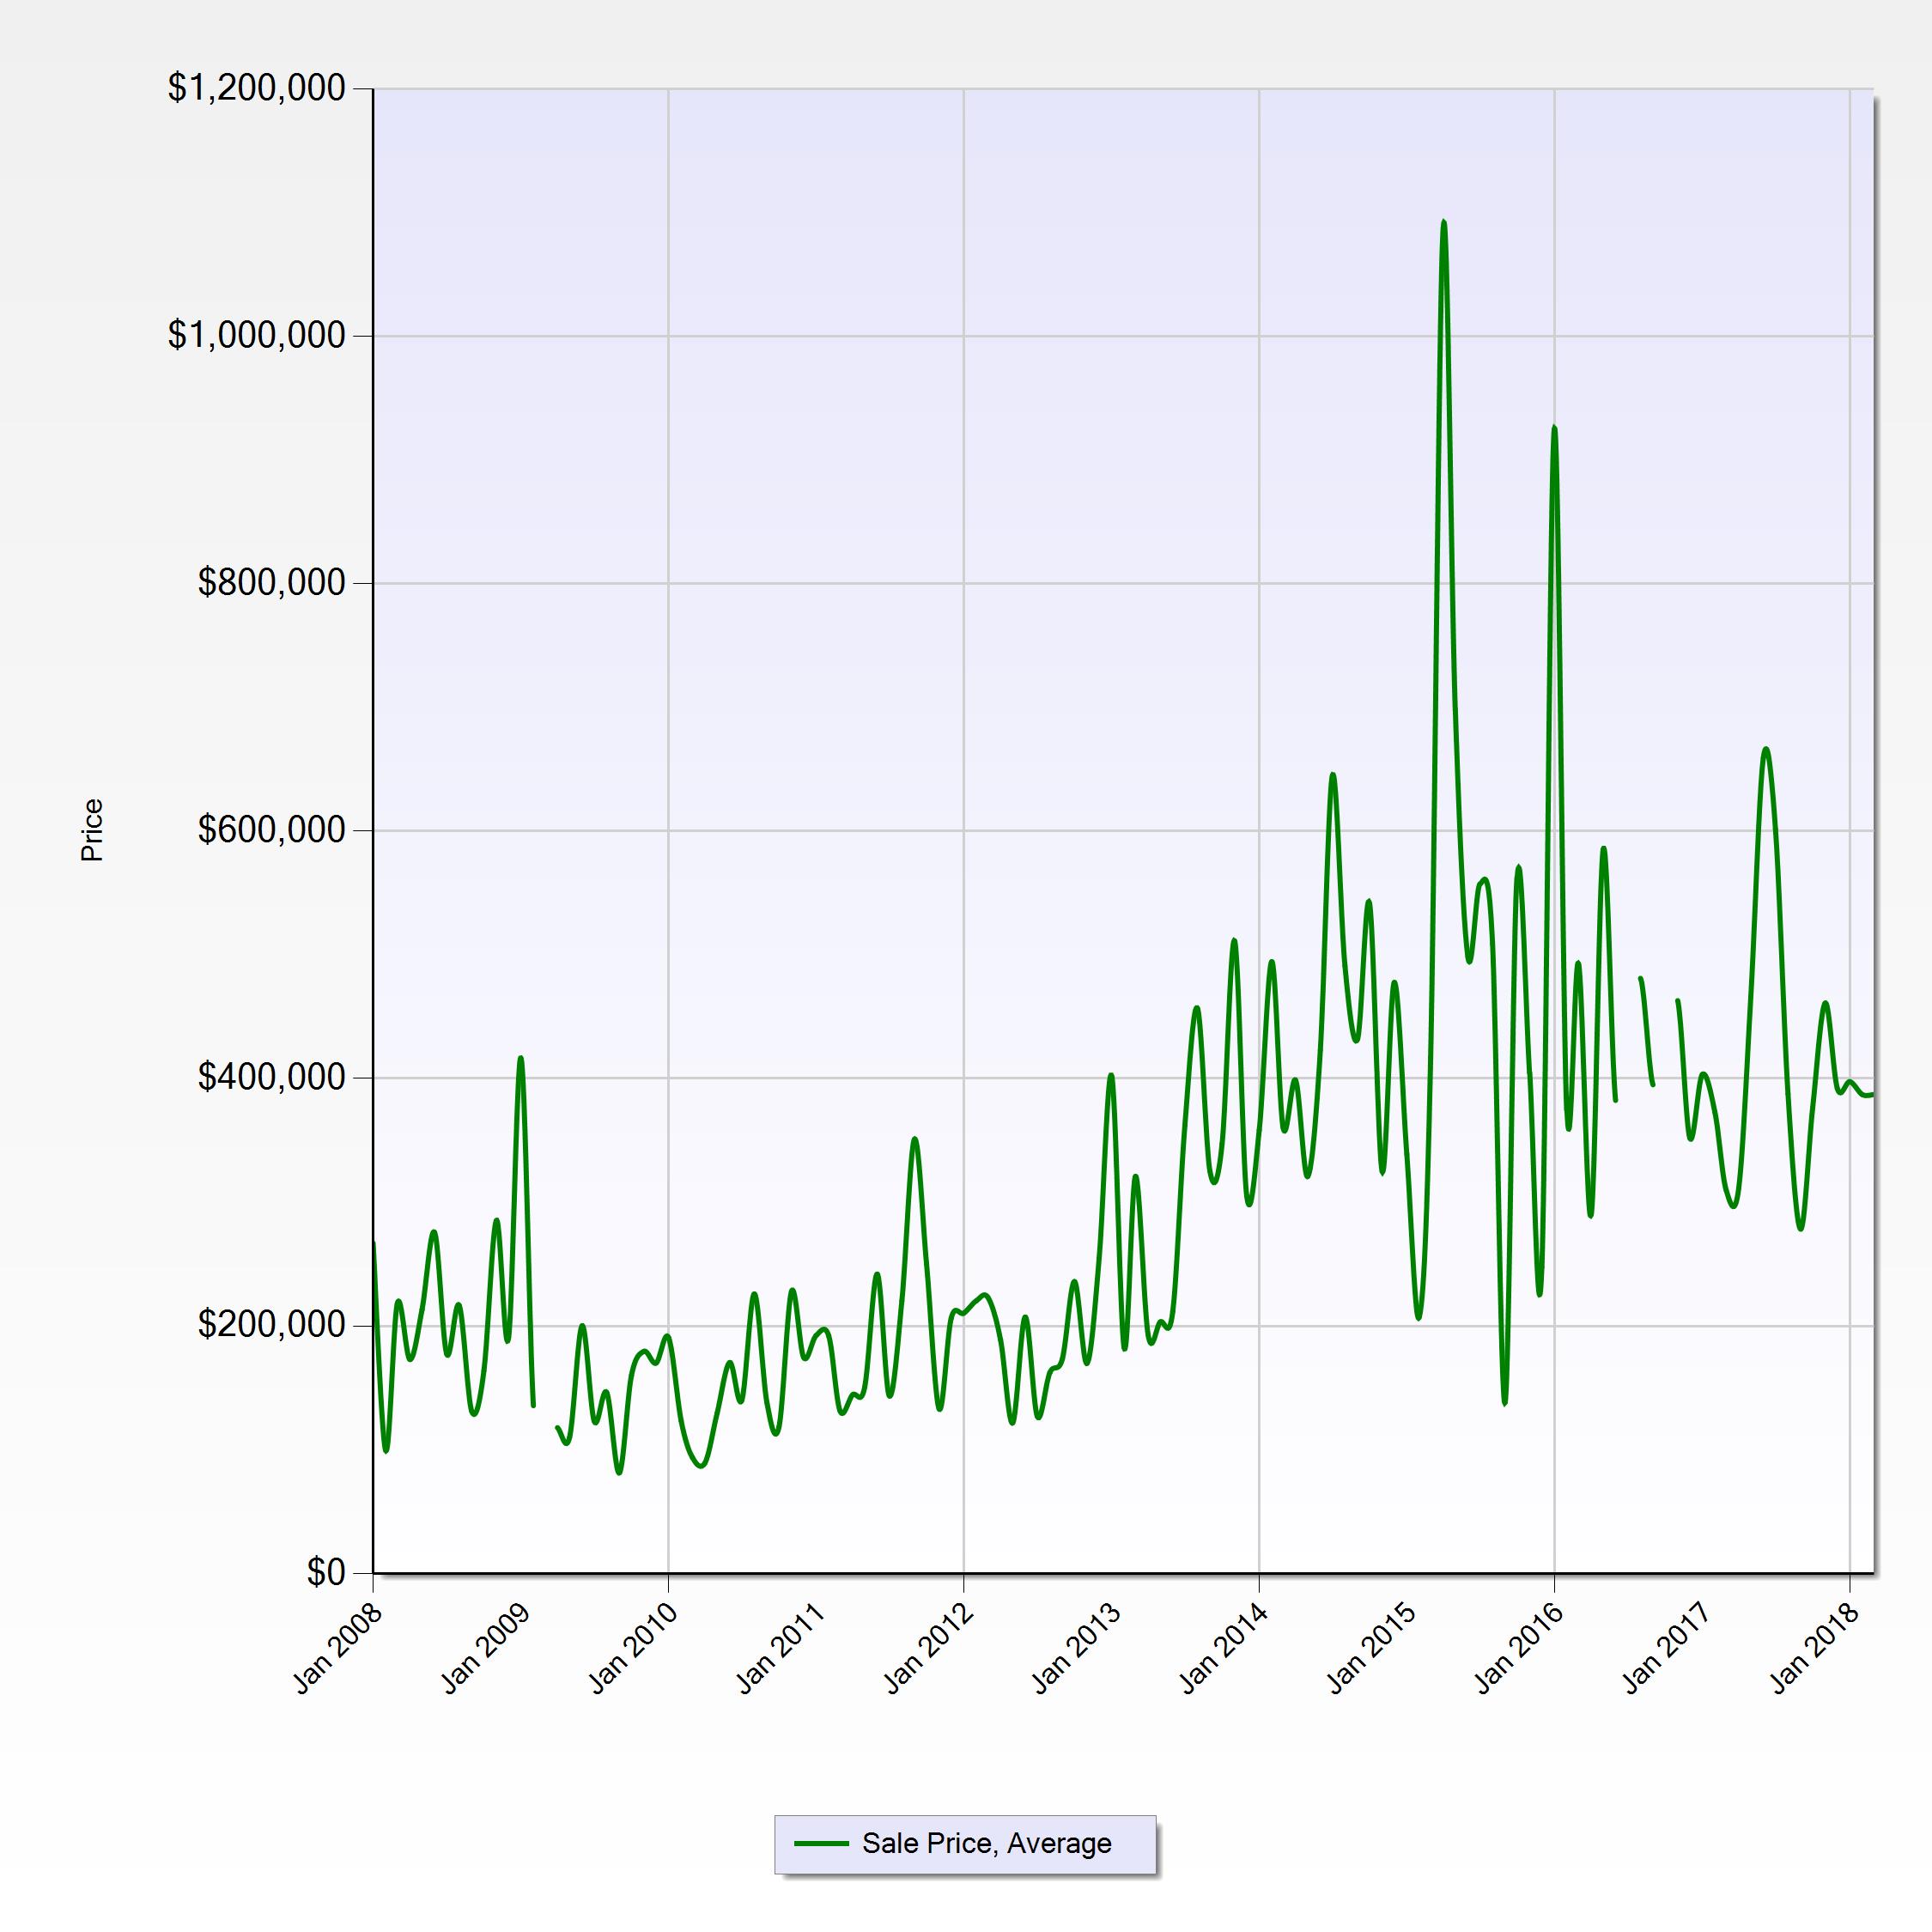 $1,200,000
$1,000,000
$800,000
$600,000
$400,000
$200,000
$0
Price
Jan 2008
Jan 2009
Jan 2010
Jan 2011
Jan 2012
Jan 2013
Jan 2014
Jan 2015
Jan 2016
Jan 2017
Jan 2018
Sale Price, Average